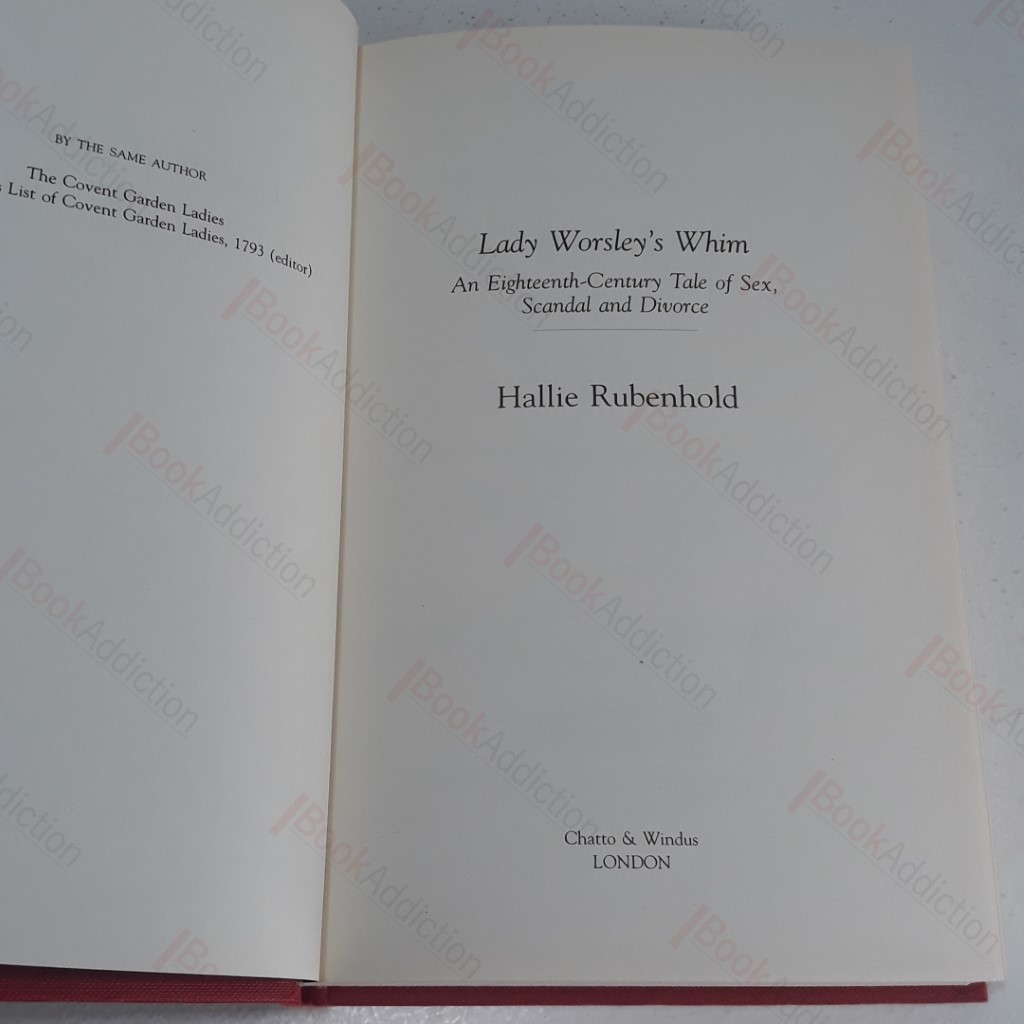 BY THE SAME AUTHOR
The Covent Garden Ladies
List of Covent Garden Ladies, 1793 (editor)
Lady Worsley's Whim
An Eighteenth-Century Tale of Sex,
Scandal and Divorce
Hallie Rubenhold
Chatto & Windus
LONDON
BookAddiction